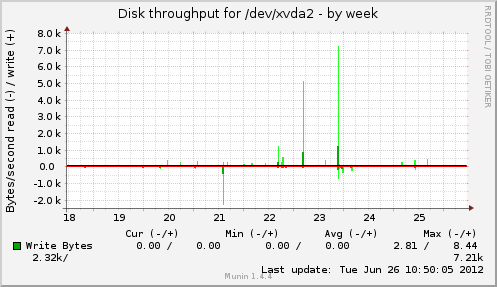 Disk throughput for /dev/xvda2 - by week
RRDTOOL / TOBI OETIKER
Bytes/second read (-) / write (+)
8.0 k
7.0 k
6.0 k
5.0 k
4.0 k
3.0 k
2.0 k
1.0 k
0.0
-1.0 k
-2.0 k
18 19 20 21 22 23 24 25
Cur (-/+) Min (-/+) Avg (-/+) Max (-/+)
Write Bytes 0.00 / 0.00 0.00 / 0.00 2.81 / 8.44
2.32k/ 7.21k
Last update: Tue Jun 26 10:50:05 2012
Munin 1.4.4